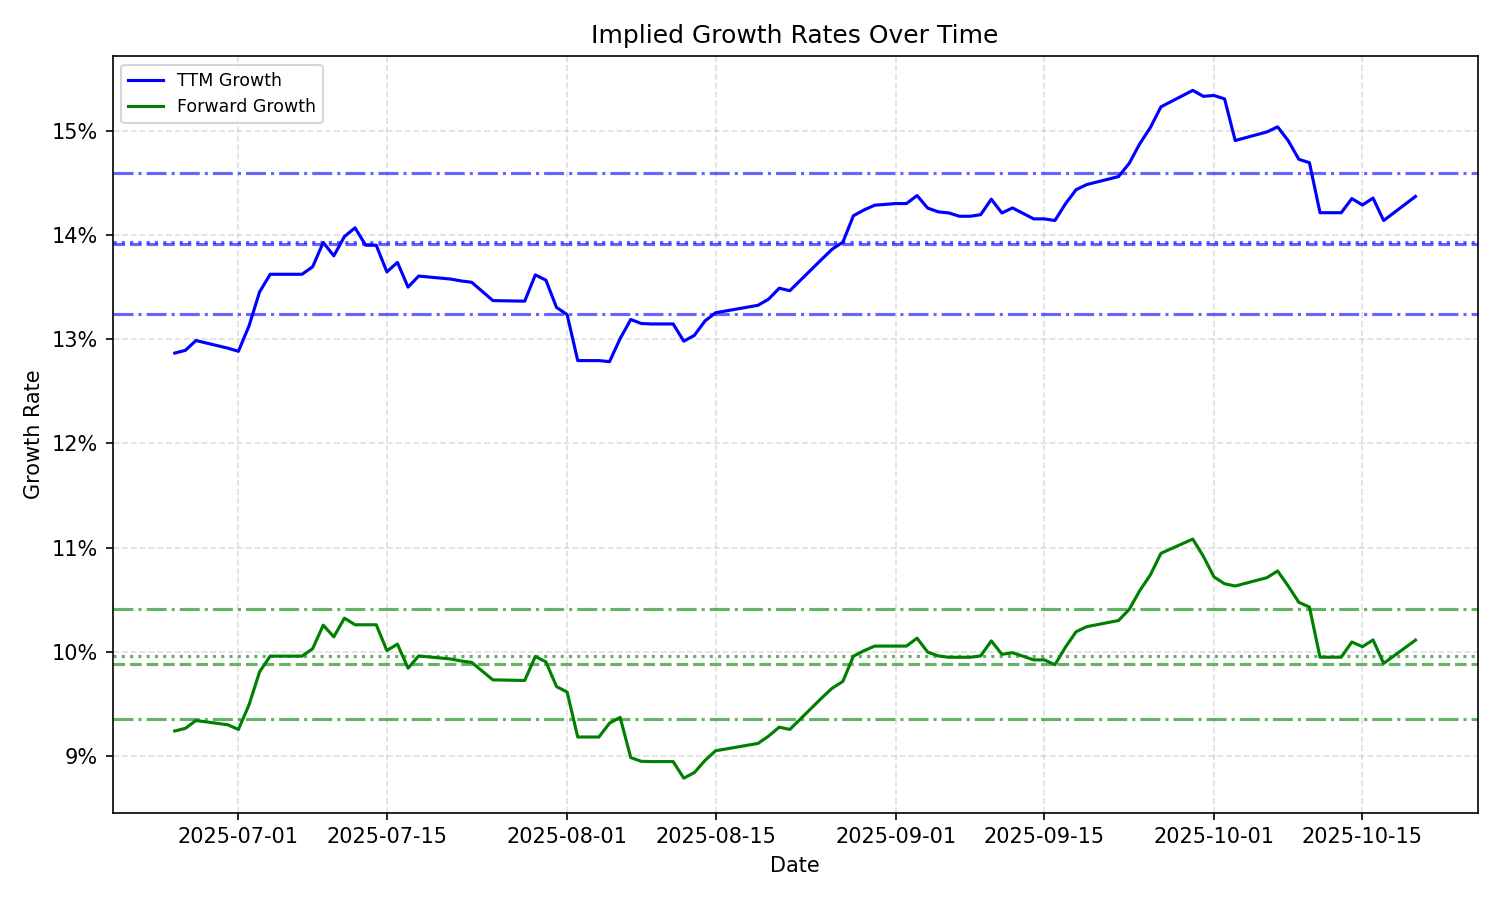 Implied Growth Rates Over Time
TTM Growth
Forward Growth
15%
14%
13%
12%
11%
10%
9%
Growth Rate
2025-07-01 2025-07-15 2025-08-01 2025-08-15 2025-09-01 2025-09-15 2025-10-01 2025-10-15
Date